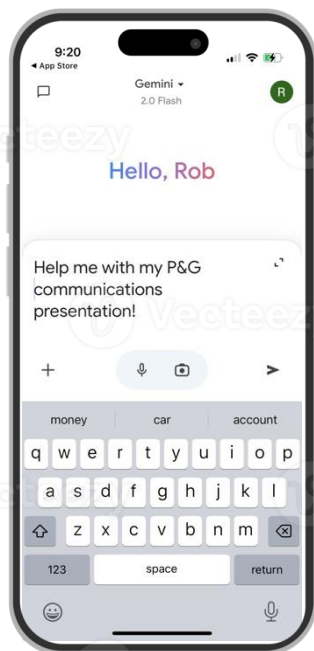 9:20
◀ App Store
Gemini
2.0 Flash
R
Hello, Rob
Help me with my P&G
communications
presentation!
money car account
q w e r t y u i o p
a s d f g h j k l
z x c v b n m
123 space return
Vecteezy